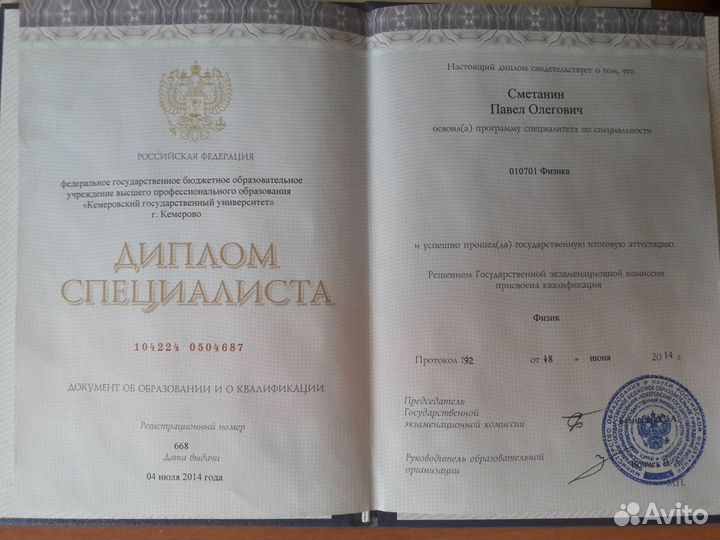 РОССИЙСКАЯ ФЕДЕРАЦИЯ
федеральное государственное бюджетное образовательное
учреждение высшего профессионального образования
«Кемеровский государственный университет»
г. Кемерово
ДИПЛОМ
СПЕЦИАЛИСТА
104224 0504687
ДОКУМЕНТ ОБ ОБРАЗОВАНИИ И О КВАЛИФИКАЦИИ
Регистрационный номер
668
Дата выдачи
04 июля 2014 года
Настоящий диплом свидетельствует о том, что
Сметанин
Павел Олегович
освоил(а) программу специалитета по специальности
010701 Физика
и успешно прошел(ла) государственную итоговую аттестацию.
Решением Государственной экзаменационной комиссии
присвоена квалификация
Физик
Протокол № от 18 » июня 2014 г.
Председатель
Государственной
экзаменационной комиссии
Руководитель образовательной
организации
М.П.
Avito